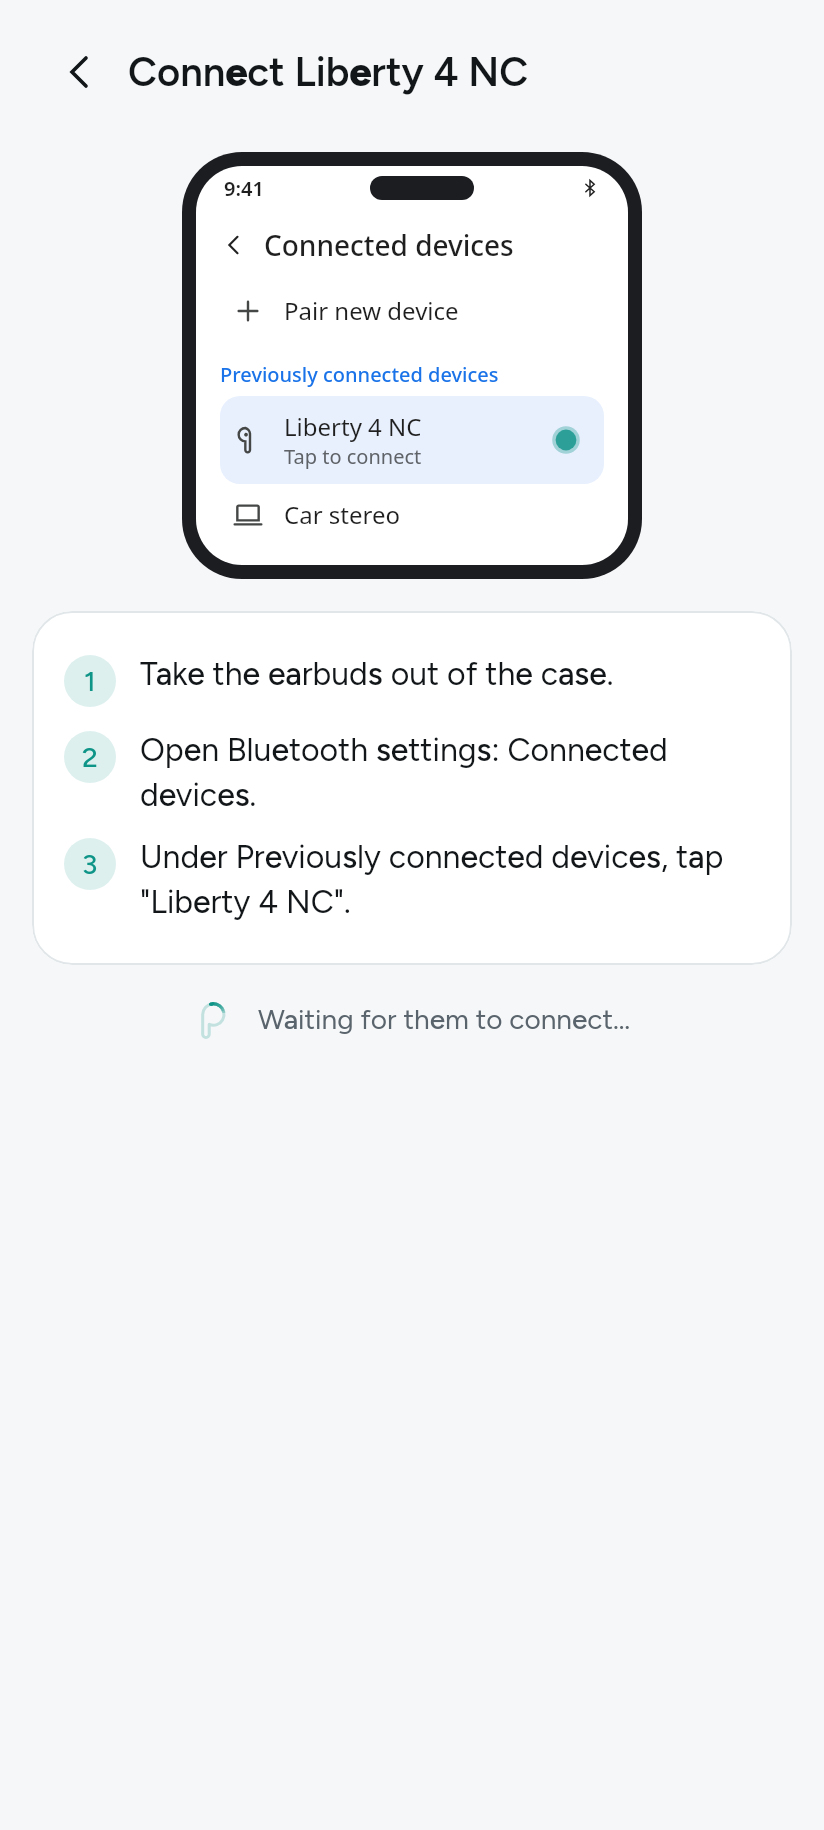 Connect Liberty 4 NC
9:41
Connected devices
Pair new device
Previously connected devices
Liberty 4 NC
Tap to connect
Car stereo
1 Take the earbuds out of the case.
2 Open Bluetooth settings: Connected
devices.
3 Under Previously connected devices, tap
"Liberty 4 NC".
Waiting for them to connect...